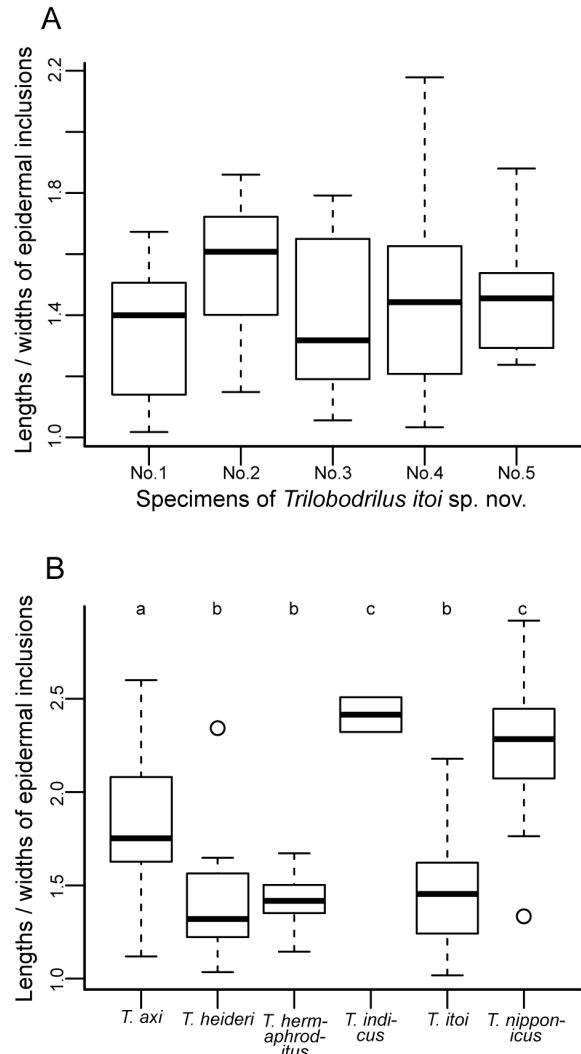 A
Lengths / widths of epidermal inclusions
2.2
1.8
1.4
1.0
No.1 No.2 No.3 No.4 No.5
Specimens of Trilobodrilus itoi sp. nov.
B
Lengths / widths of epidermal inclusions
a b b c b c
2.5
2.0
1.5
1.0
T. axi T. heideri T. herm- T. indi- T. itoi T. nippon-
aphrod- cus icus
itus